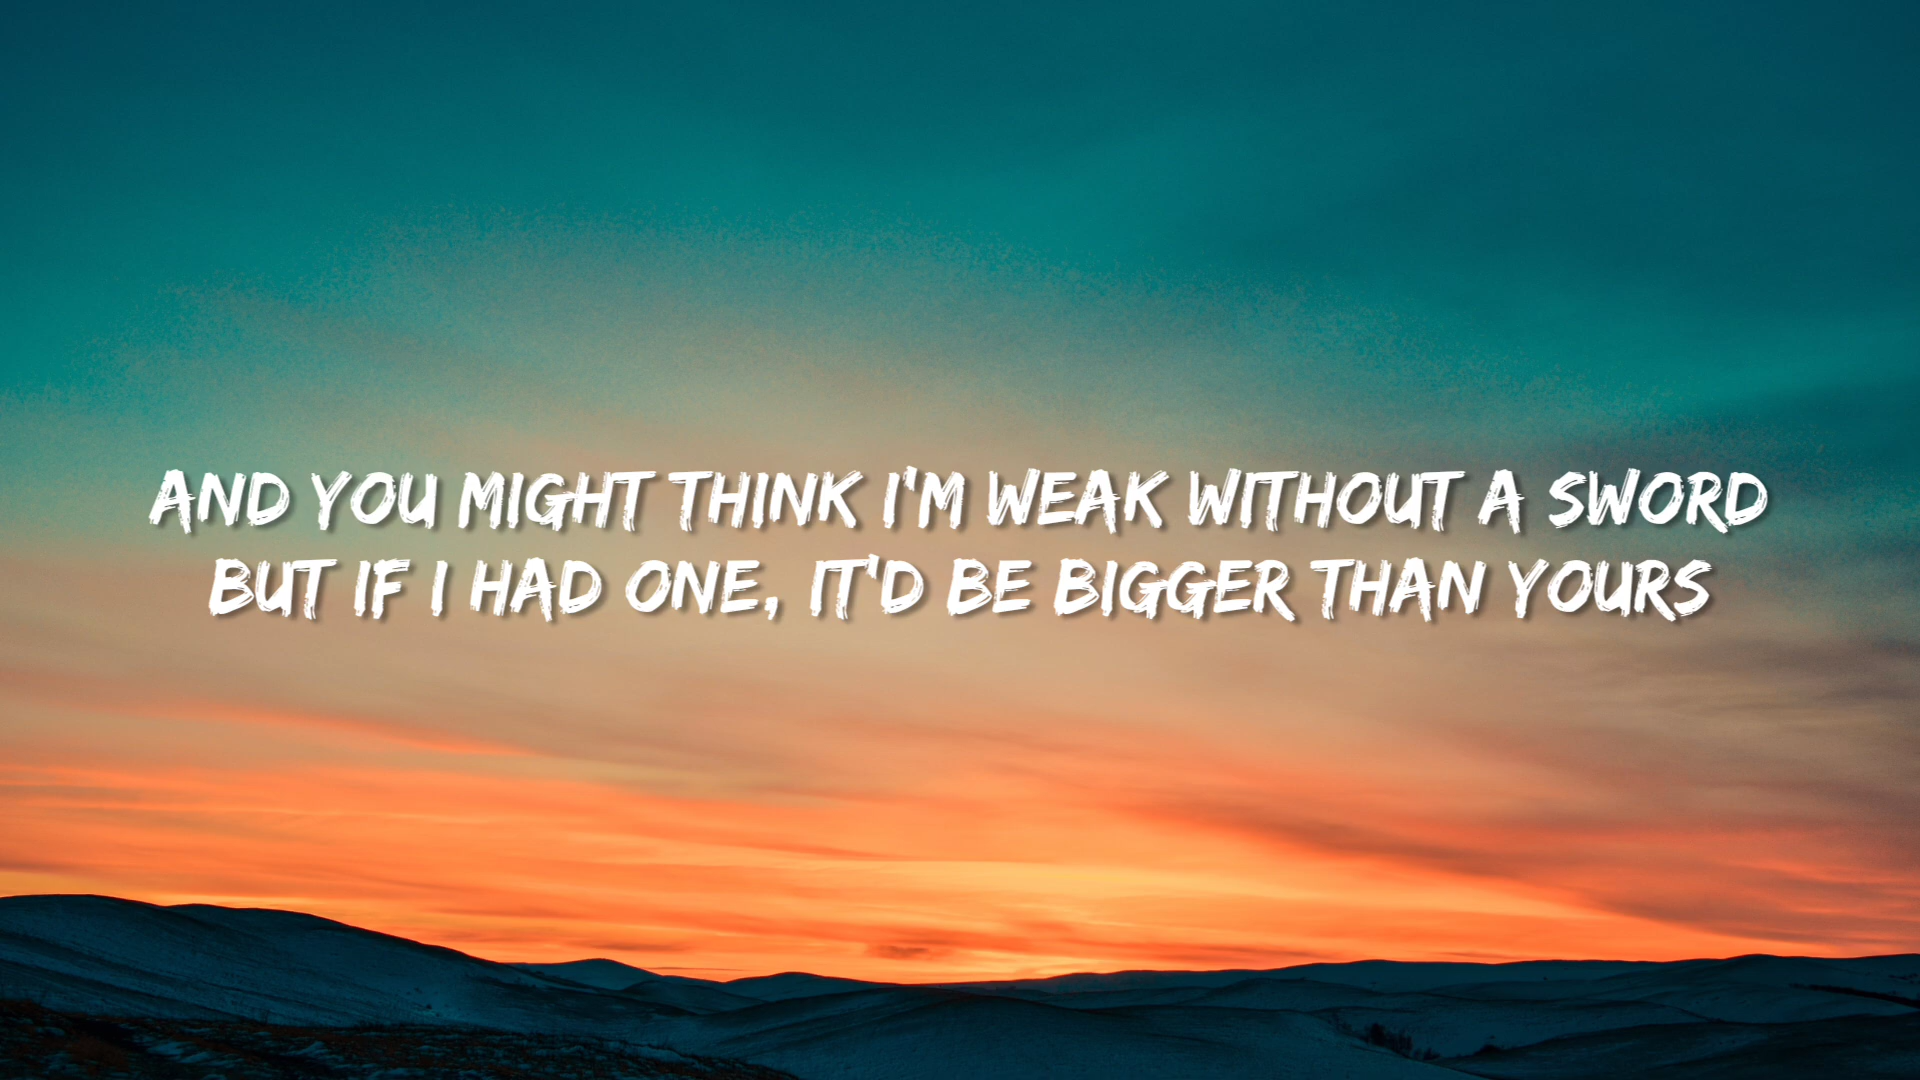 AND YOU MIGHT THINK I'M WEAK WITHOUT A SWORD
BUT IF I HAD ONE, IT'D BE BIGGER THAN YOURS